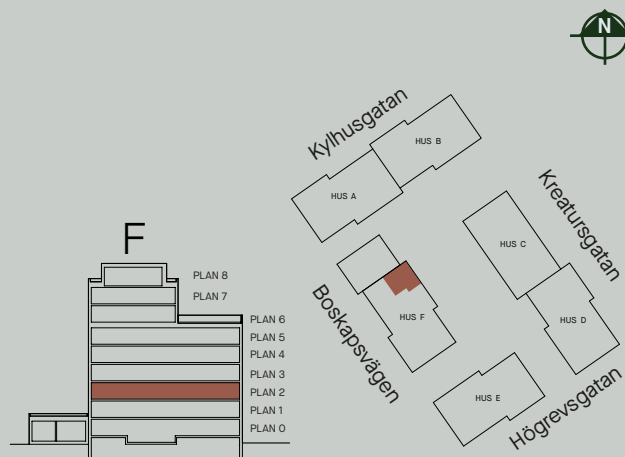 N
Kylhusgatan
HUS B
HUS A
Kreatursgatan
HUS C
F
PLAN 8
PLAN 7
PLAN 6
PLAN 5
PLAN 4
PLAN 3
PLAN 2
PLAN 1
PLAN 0
Boskapsvägen
HUS F
HUS D
HUS E
Högrevsgatan